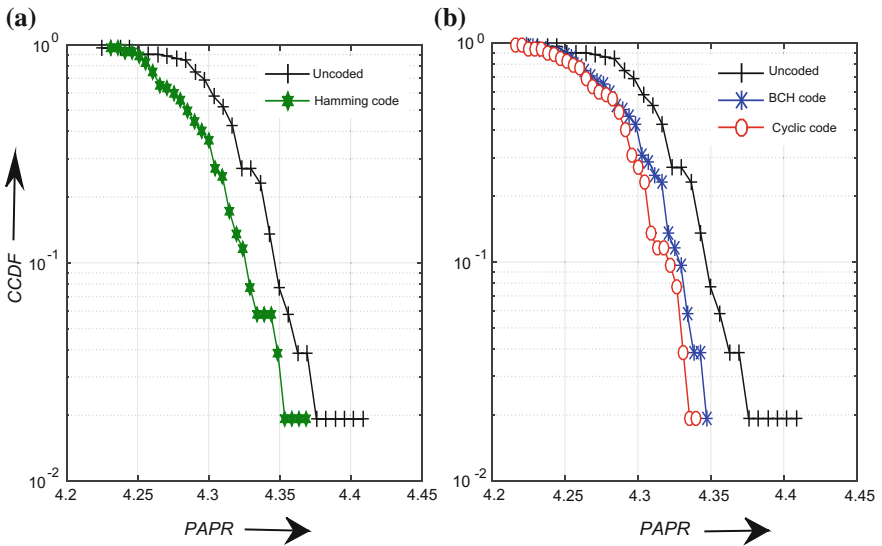 (a)
10^0
10^-1
10^-2
CCDF
Uncoded
Hamming code
4.2 4.25 4.3 4.35 4.4 4.45
PAPR
(b)
10^0
10^-1
10^-2
Uncoded
BCH code
Cyclic code
4.2 4.25 4.3 4.35 4.4 4.45
PAPR